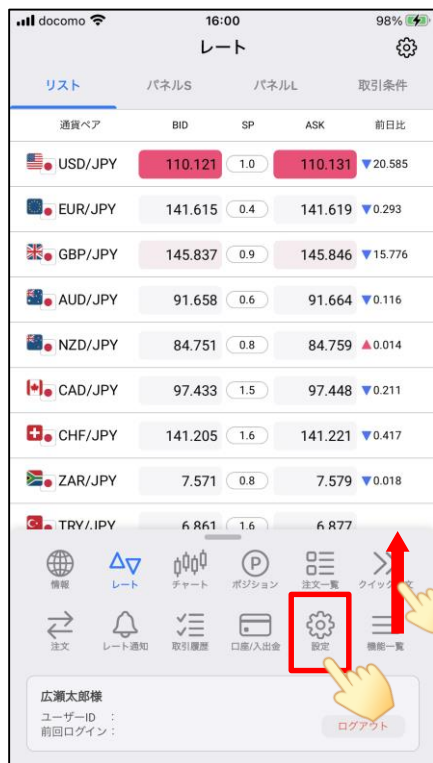 docomo 16:00 98%
レート
リスト パネルS パネルL 取引条件
通貨ペア BID SP ASK 前日比
USD/JPY 110.121 1.0 110.131 ▼20.585
EUR/JPY 141.615 0.4 141.619 ▼0.293
GBP/JPY 145.837 0.9 145.846 ▼15.776
AUD/JPY 91.658 0.6 91.664 ▼0.116
NZD/JPY 84.751 0.8 84.759 ▲0.014
CAD/JPY 97.433 1.5 97.448 ▼0.211
CHF/JPY 141.205 1.6 141.221 ▼0.417
ZAR/JPY 7.571 0.8 7.579 ▼0.018
TRY/JPY 6.861 1.6 6.877
情報 レート チャート ポジション 注文一覧 クイック文
注文 レート通知 取引履歴 口座/入出金 設定 機能一覧
広瀬太郎様
ユーザーID :
前回ログイン :
ログアウト